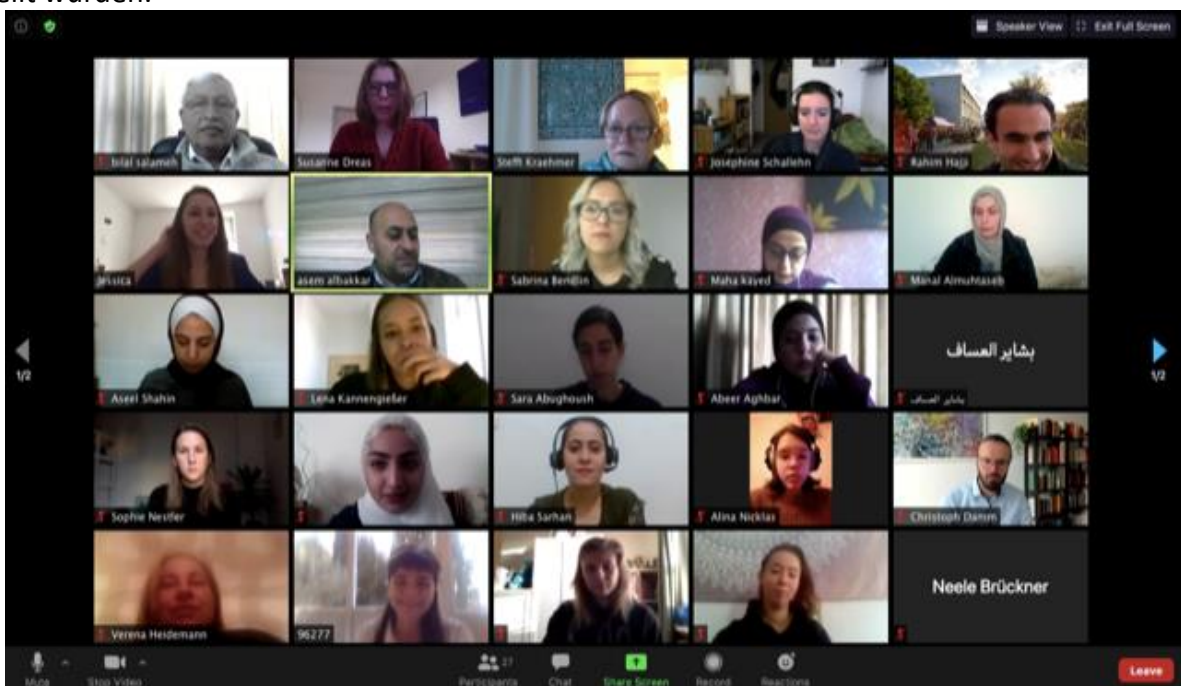 Speaker View Exit Full Screen
bilal salameh
Susanne Dreas
Steffi Kraehmer
Josephine Schallehn
Rahim Hajji
Jessica
asem albakkar
Sabrina Bendlin
Maha kayed
Manal Almuhtaseb
1/2
Aseel Shahin
Lena Kannengießer
Sara Abughoush
Abeer Aghbar
بشاير العساف
بشاير العساف
1/2
Sophie Nestler
Hiba Sarhan
Alina Nicklas
Christoph Damm
Verena Heidemann
96277
Neele Brückner
Mute
Stop Video
Participants 27
Chat
Share Screen
Record
Reactions
Leave